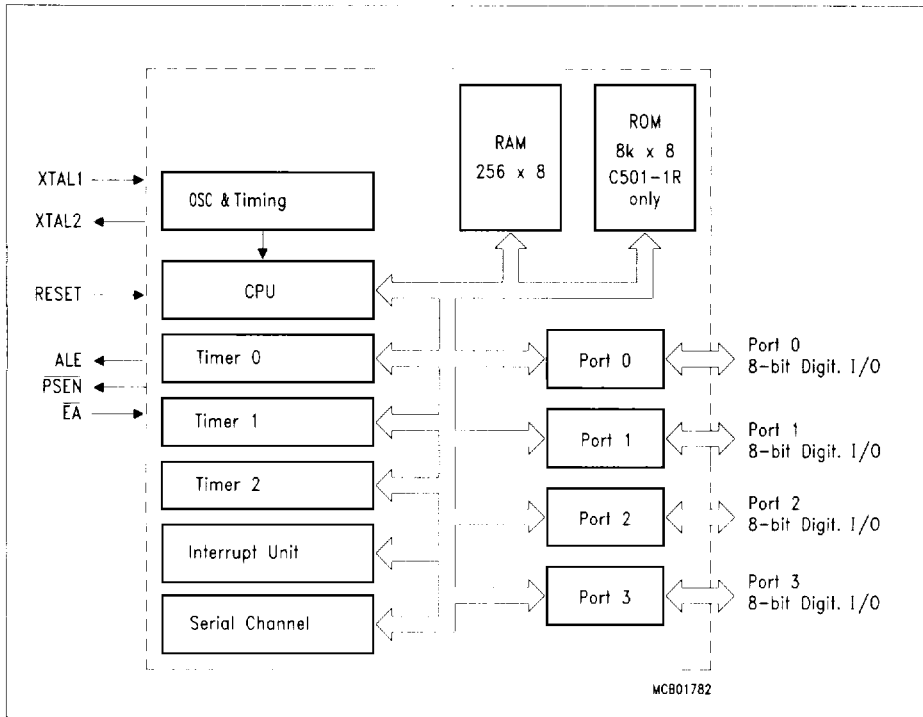 RAM
256 x 8
ROM
8k x 8
C501-1R
only
XTAL1
XTAL2
OSC & Timing
RESET
CPU
ALE
PSEN
EA
Timer 0
Port 0
Port 0
8-bit Digit. I/O
Timer 1
Port 1
Port 1
8-bit Digit. I/O
Timer 2
Port 2
Port 2
8-bit Digit. I/O
Interrupt Unit
Serial Channel
Port 3
Port 3
8-bit Digit. I/O
MCB01782